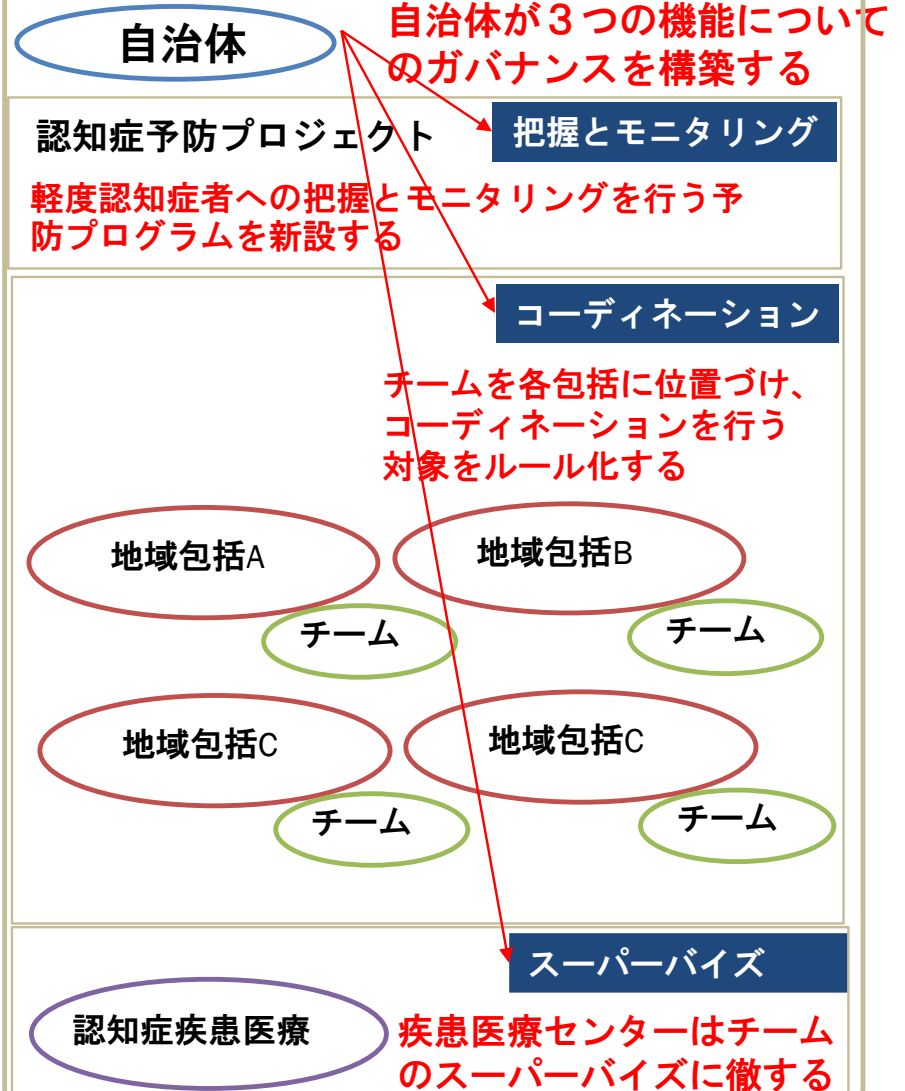 自治体
自治体が３つの機能について
のガバナンスを構築する
認知症予防プロジェクト
把握とモニタリング
軽度認知症者への把握とモニタリングを行う予
防プログラムを新設する
コーディネーション
チームを各包括に位置づけ、
コーディネーションを行う
対象をルール化する
地域包括A
地域包括B
チーム
チーム
地域包括C
地域包括C
チーム
チーム
スーパーバイズ
認知症疾患医療
疾患医療センターはチーム
のスーパーバイズに徹する